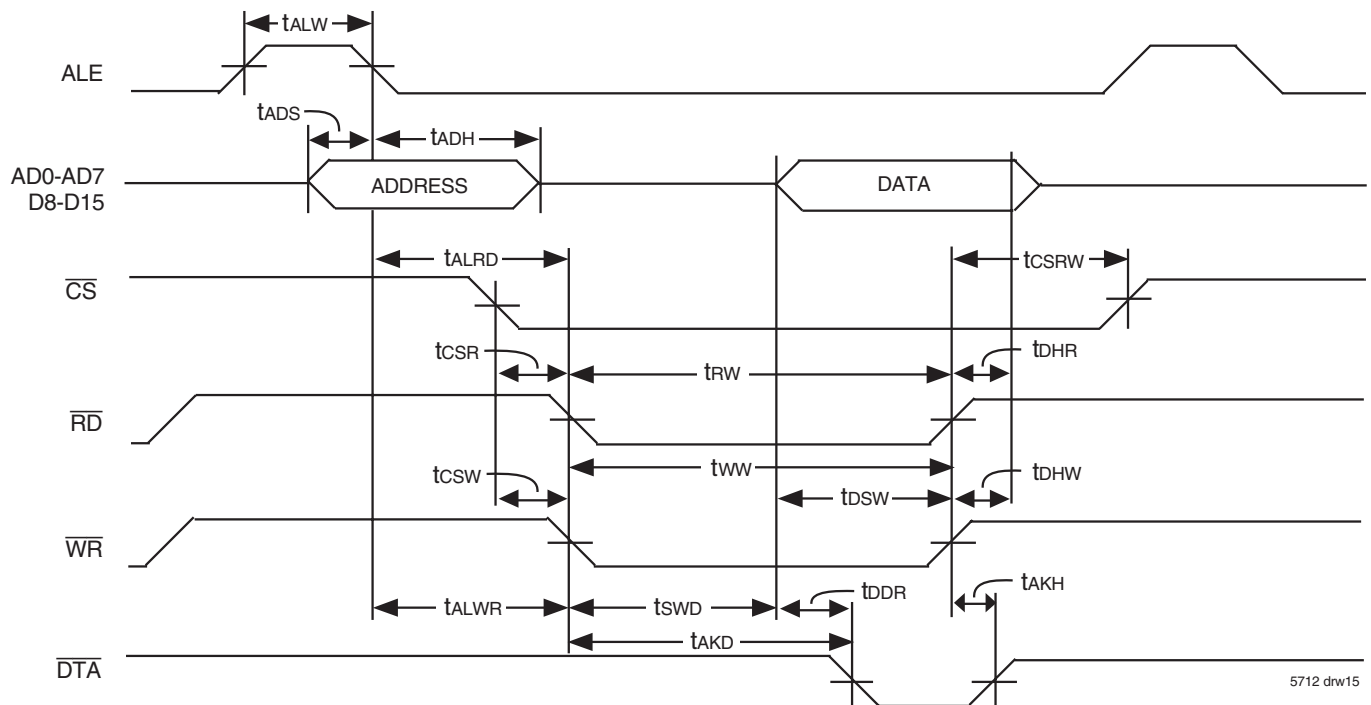 tALW
ALE
tADS
tADH
AD0-AD7
D8-D15
ADDRESS
DATA
tALRD
tCSRW
CS
tCSR
tRW
tDHR
RD
tCSW
tWW
tDSW
tDHW
WR
tALWR
tSWD
tDDR
tAKH
tAKD
DTA
5712 drw15